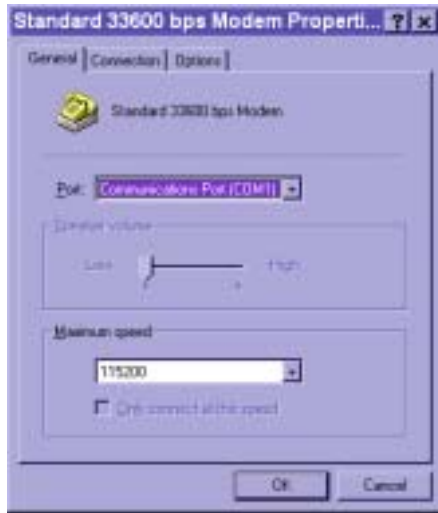 Standard 33600 bps Modem Properti...
General Connection Options
Standard 33600 bps Modem
Port: Communications Port (COM1)
Speaker volume
Low High
Maximum speed
115200
Only connect at this speed
OK Cancel